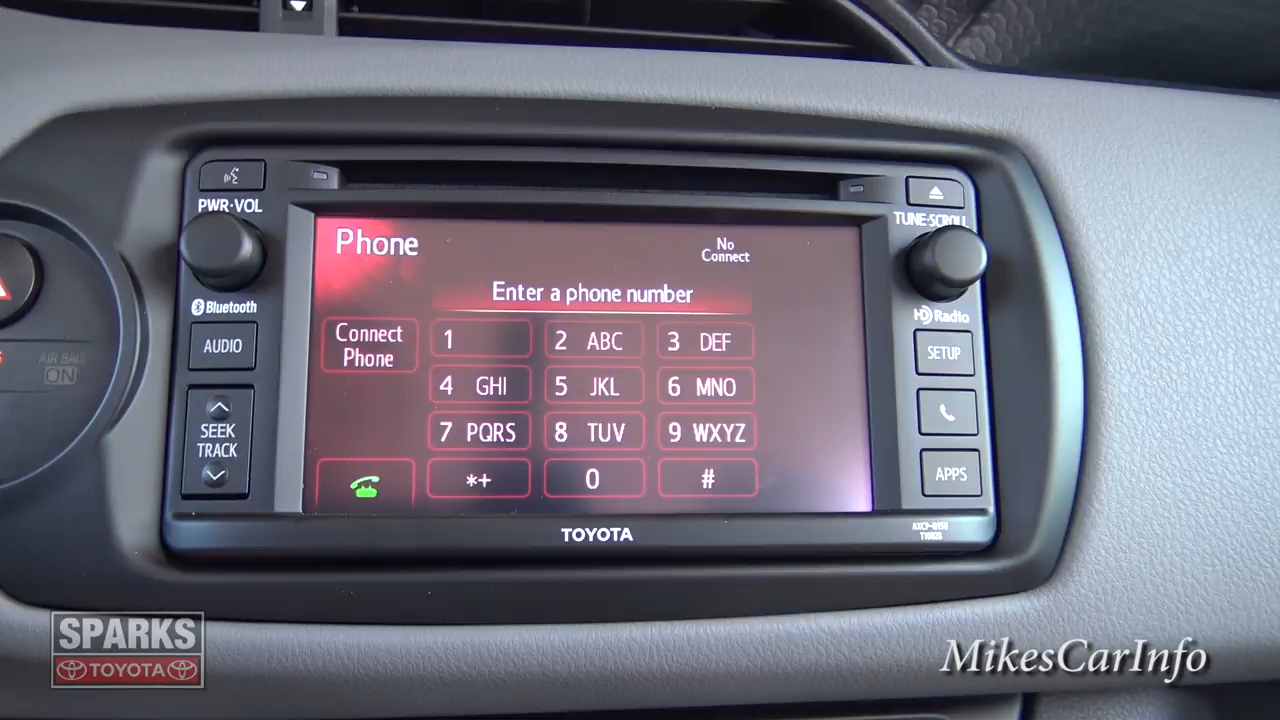 PWR·VOL
TUNE·SCROLL
Phone
No
Connect
Enter a phone number
Bluetooth
HD Radio
Connect
Phone
1
2 ABC
3 DEF
AUDIO
SETUP
4 GHI
5 JKL
6 MNO
AIR BAG
ON
SEEK
TRACK
7 PQRS
8 TUV
9 WXYZ
*+
0
#
APPS
TOYOTA
SPARKS
TOYOTA
MikesCarInfo